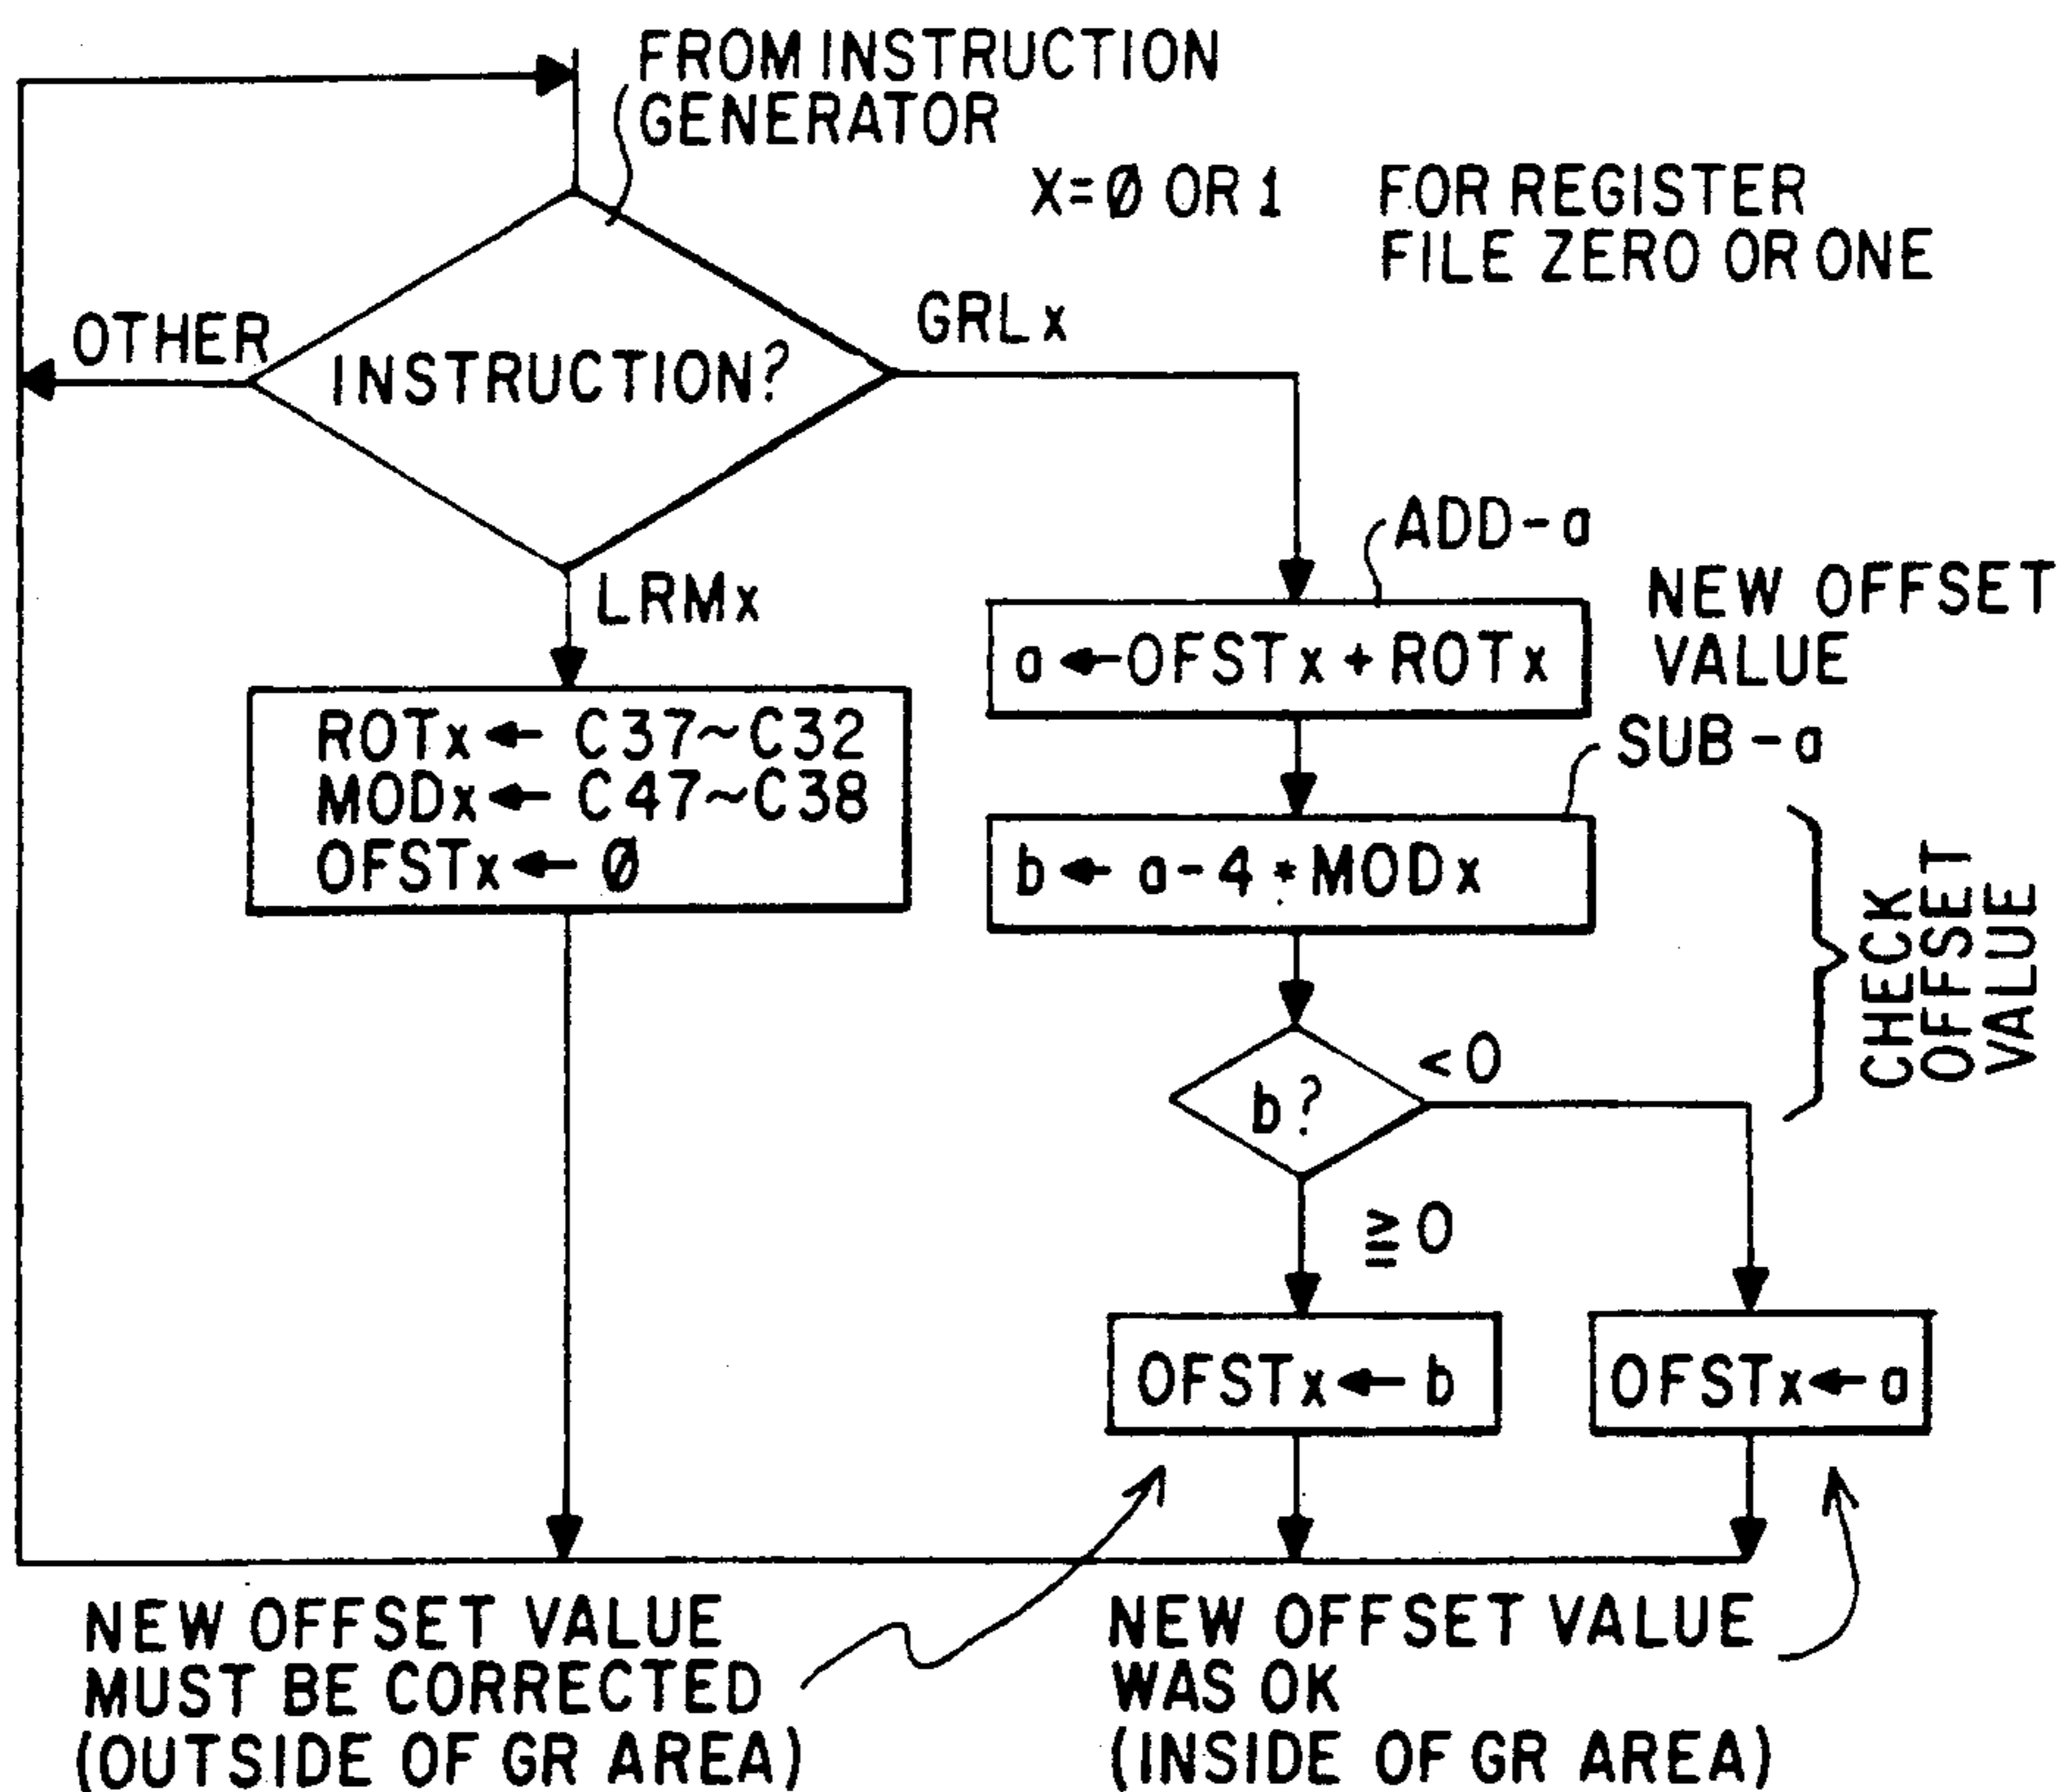 FROM INSTRUCTION
GENERATOR
X=Ø OR 1
FOR REGISTER
FILE ZERO OR ONE
OTHER
INSTRUCTION?
GRLx
LRMx
ROTx ← C37~C32
MODx ← C47~C38
OFSTx ← Ø
ADD-a
a ← OFSTx + ROTx
NEW OFFSET
VALUE
SUB-a
b ← a-4*MODx
CHECK
OFFSET
VALUE
b?
<0
≧0
OFSTx ← b
OFSTx ← a
NEW OFFSET VALUE
MUST BE CORRECTED
(OUTSIDE OF GR AREA)
NEW OFFSET VALUE
WAS OK
(INSIDE OF GR AREA)